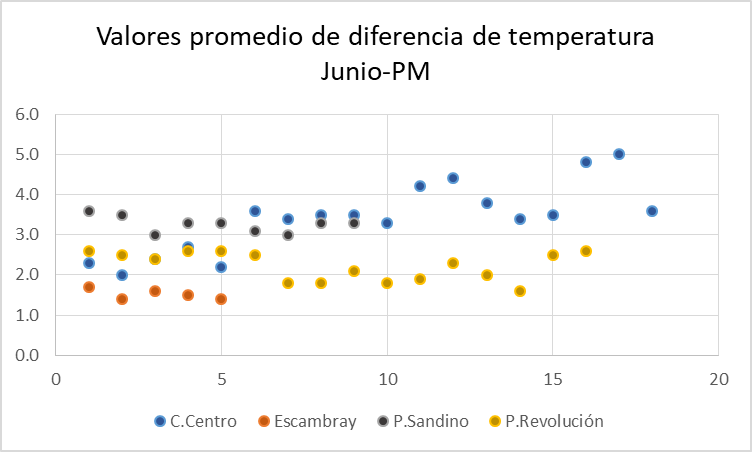 Valores promedio de diferencia de temperatura
Junio-PM
6.0
5.0
4.0
3.0
2.0
1.0
0.0
0 5 10 15 20
C.Centro Escambray P.Sandino P.Revolución